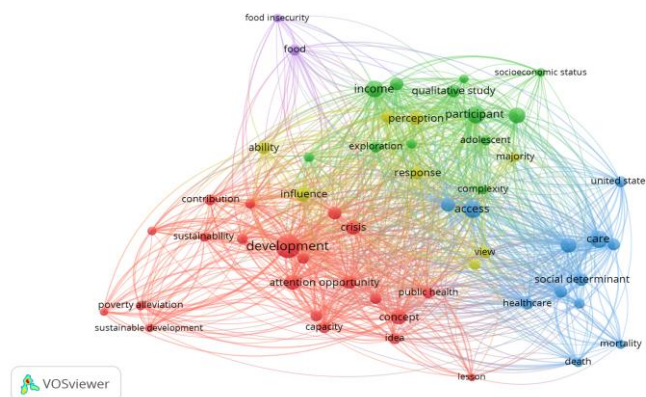 food insecurity
food
socioeconomic status
income
qualitative study
participant
perception
adolescent
exploration
ability
majority
response
united state
complexity
influence
contribution
access
crisis
sustainability
care
development
view
social determinant
attention opportunity
public health
healthcare
poverty alleviation
concept
sustainable development
capacity
idea
mortality
death
lesson
VOSviewer